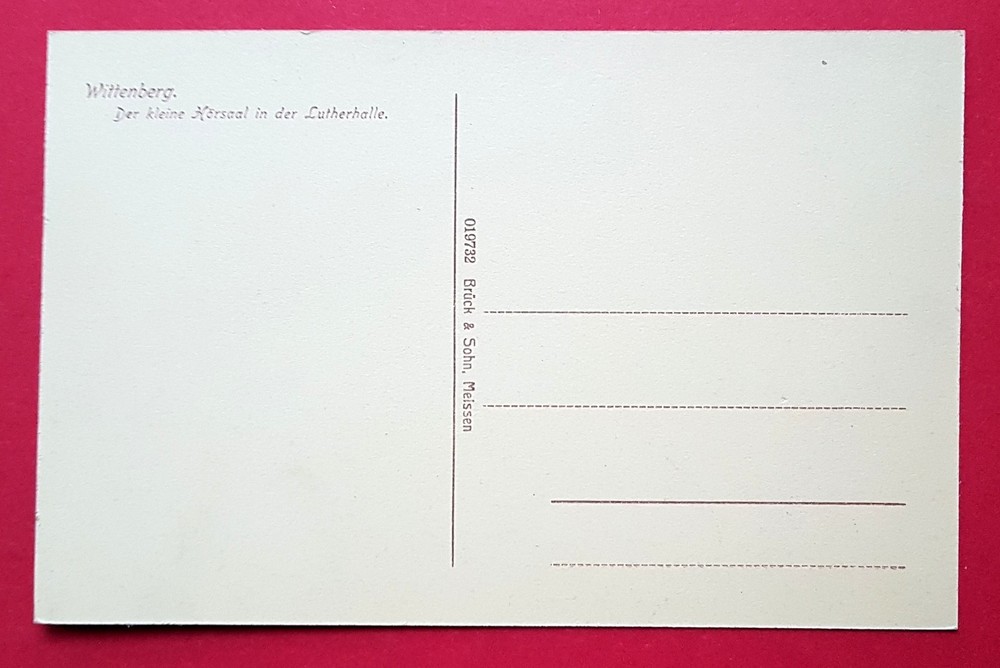 Wittenberg.
Der kleine Hörsaal in der Lutherhalle.
019732 Brück & Sohn, Meissen